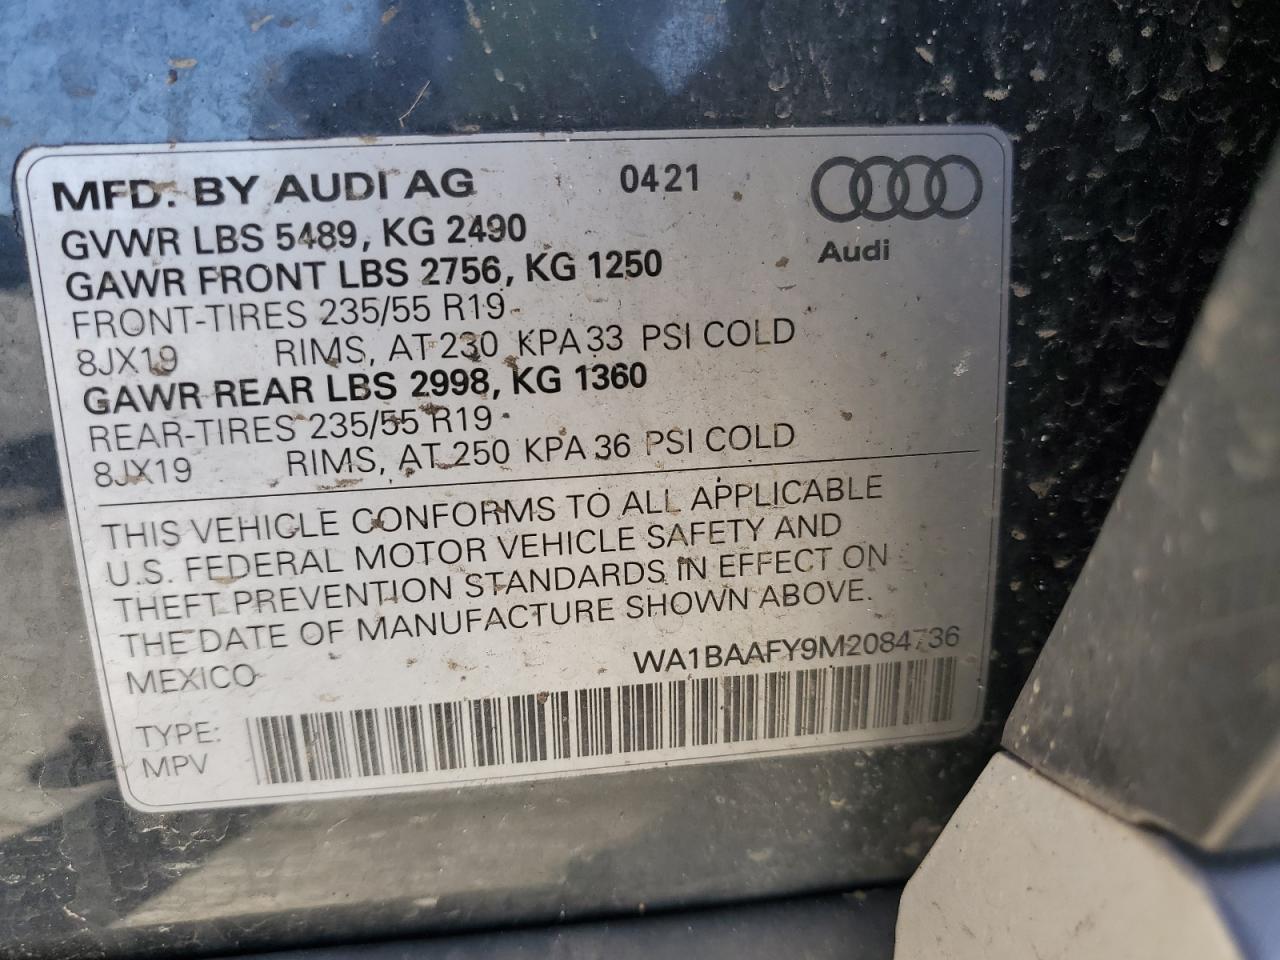 MFD. BY AUDI AG 0421
Audi
GVWR LBS 5489, KG 2490
GAWR FRONT LBS 2756, KG 1250
FRONT-TIRES 235/55 R19
8JX19 RIMS, AT 230 KPA 33 PSI COLD
GAWR REAR LBS 2998, KG 1360
REAR-TIRES 235/55 R19
8JX19 RIMS, AT 250 KPA 36 PSI COLD
THIS VEHICLE CONFORMS TO ALL APPLICABLE
U.S. FEDERAL MOTOR VEHICLE SAFETY AND
THEFT PREVENTION STANDARDS IN EFFECT ON
THE DATE OF MANUFACTURE SHOWN ABOVE.
MEXICO WA1BAAFY9M2084736
TYPE:
MPV